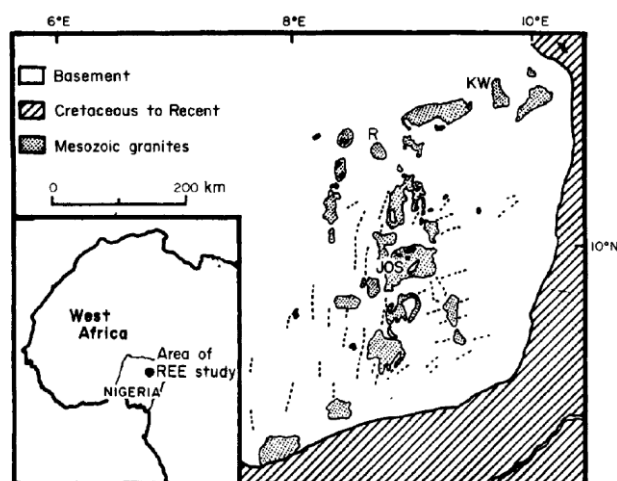 6°E
8°E
10°E
Basement
Cretaceous to Recent
Mesozoic granites
0
200 km
KW
R
JOS
10°N
West
Africa
Area of
REE study
NIGERIA